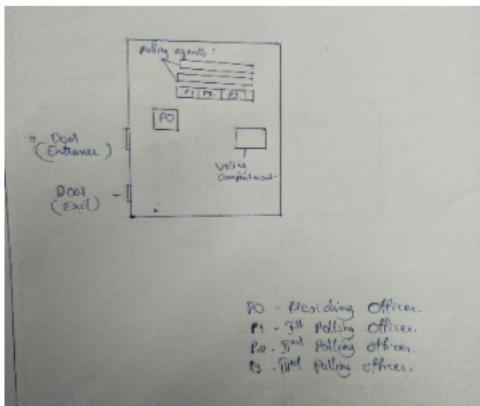 Polling agents :
P1 P2 P3
PO
Door
(Entrance)
Voting
Compartment
Door
(Exit)
PO - Presiding Officer.
P1 - Ist Polling Officer.
P2 - IInd Polling Officer.
P3 - IIIrd Polling Officer.